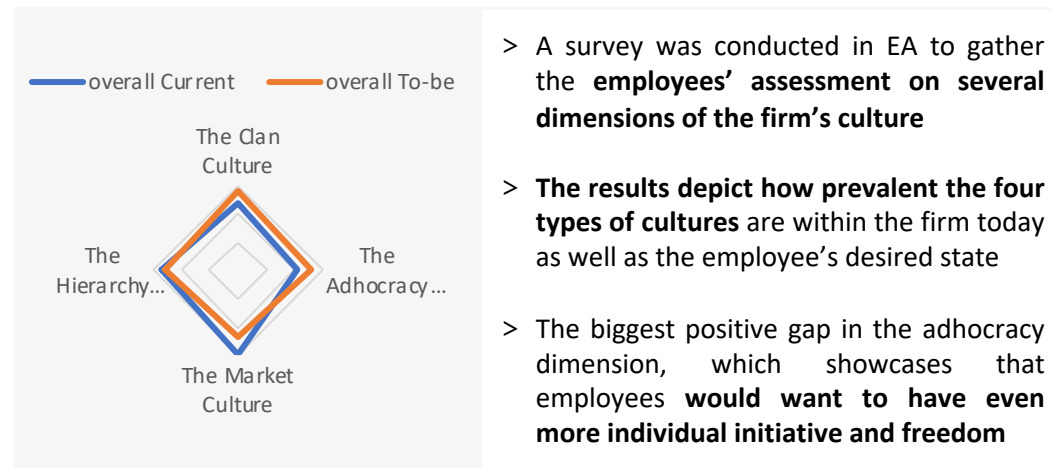 overall Current
overall To-be
The Clan
Culture
The
Adhocracy...
The Market
Culture
The
Hierarchy...
> A survey was conducted in EA to gather
the employees’ assessment on several
dimensions of the firm’s culture
> The results depict how prevalent the four
types of cultures are within the firm today
as well as the employee’s desired state
> The biggest positive gap in the adhocracy
dimension, which showcases that
employees would want to have even
more individual initiative and freedom